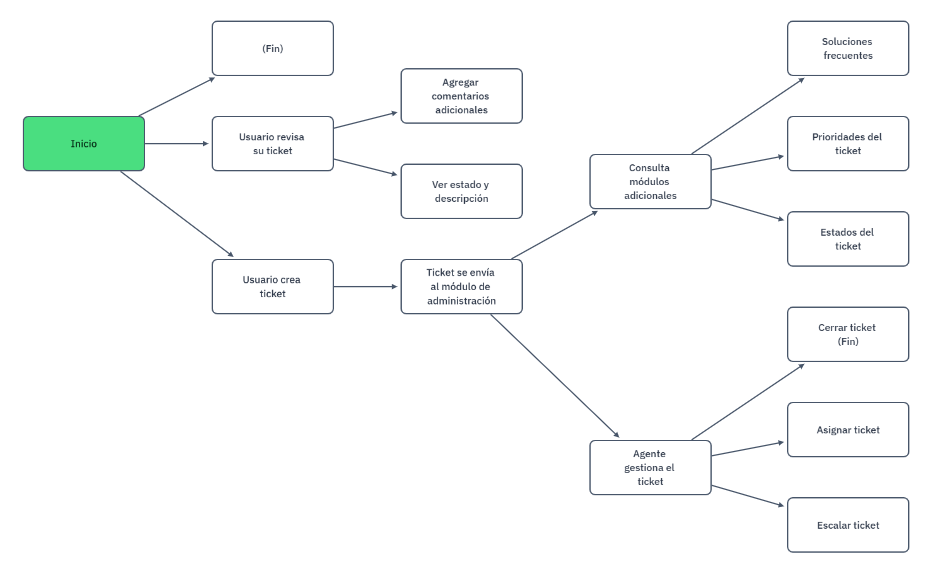 (Fin)
Inicio
Usuario revisa
su ticket
Agregar
comentarios
adicionales
Ver estado y
descripción
Usuario crea
ticket
Ticket se envía
al módulo de
administración
Consulta
módulos
adicionales
Soluciones
frecuentes
Prioridades del
ticket
Estados del
ticket
Agente
gestiona el
ticket
Cerrar ticket
(Fin)
Asignar ticket
Escalar ticket